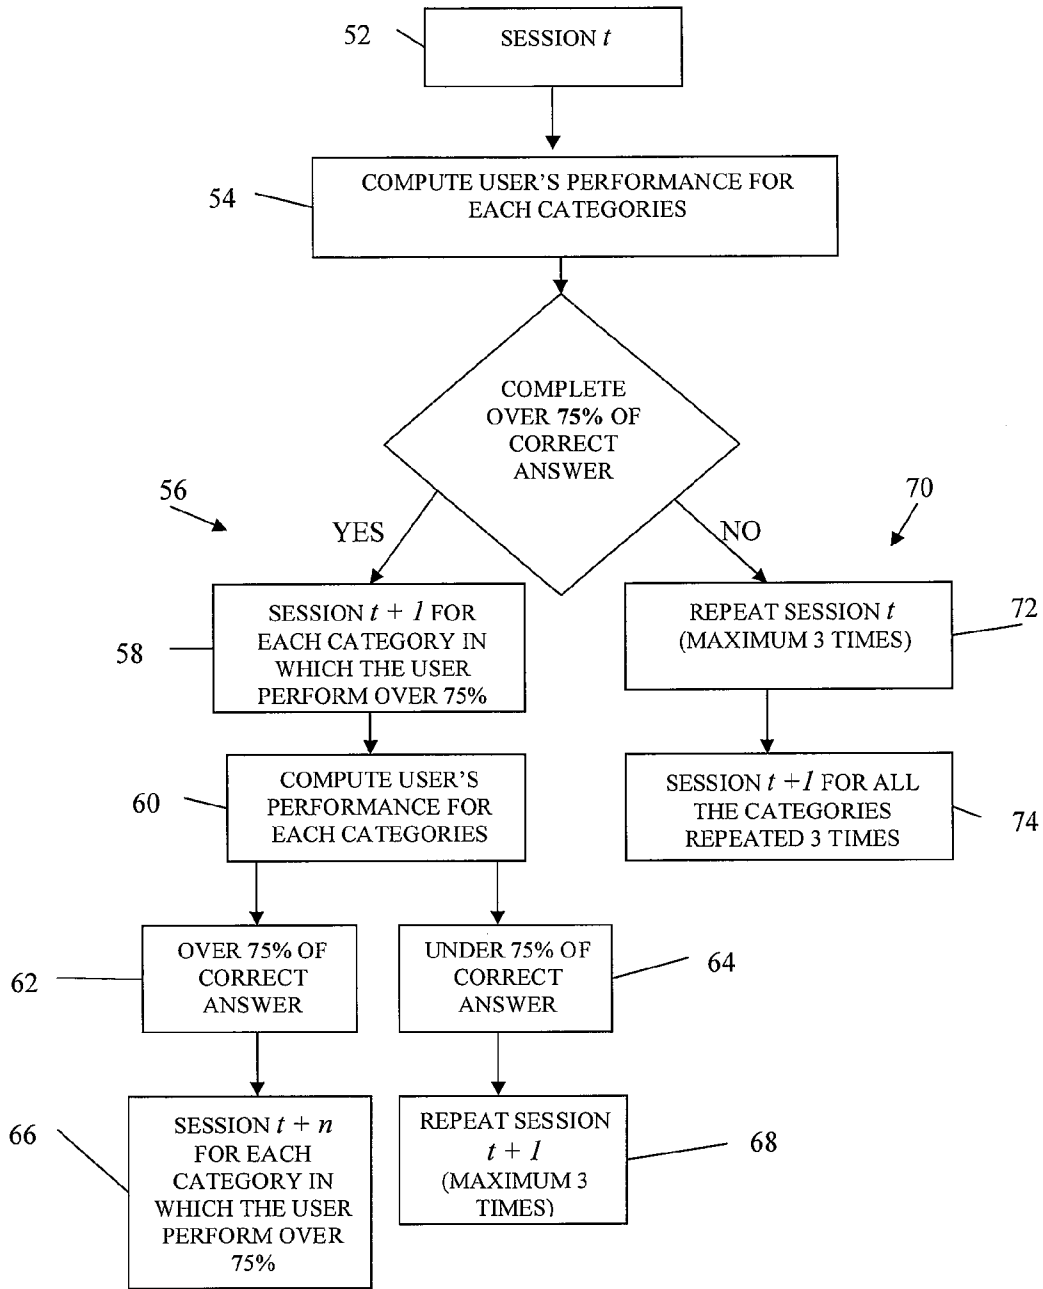 52
SESSION t
54
COMPUTE USER'S PERFORMANCE FOR
EACH CATEGORIES
COMPLETE
OVER 75% OF
CORRECT
ANSWER
56
YES
NO
70
58
SESSION t + 1 FOR
EACH CATEGORY IN
WHICH THE USER
PERFORM OVER 75%
REPEAT SESSION t
(MAXIMUM 3 TIMES)
72
60
COMPUTE USER'S
PERFORMANCE FOR
EACH CATEGORIES
SESSION t +1 FOR ALL
THE CATEGORIES
REPEATED 3 TIMES
74
62
OVER 75% OF
CORRECT
ANSWER
UNDER 75% OF
CORRECT
ANSWER
64
66
SESSION t + n
FOR EACH
CATEGORY IN
WHICH THE USER
PERFORM OVER
75%
REPEAT SESSION
t + 1
(MAXIMUM 3
TIMES)
68